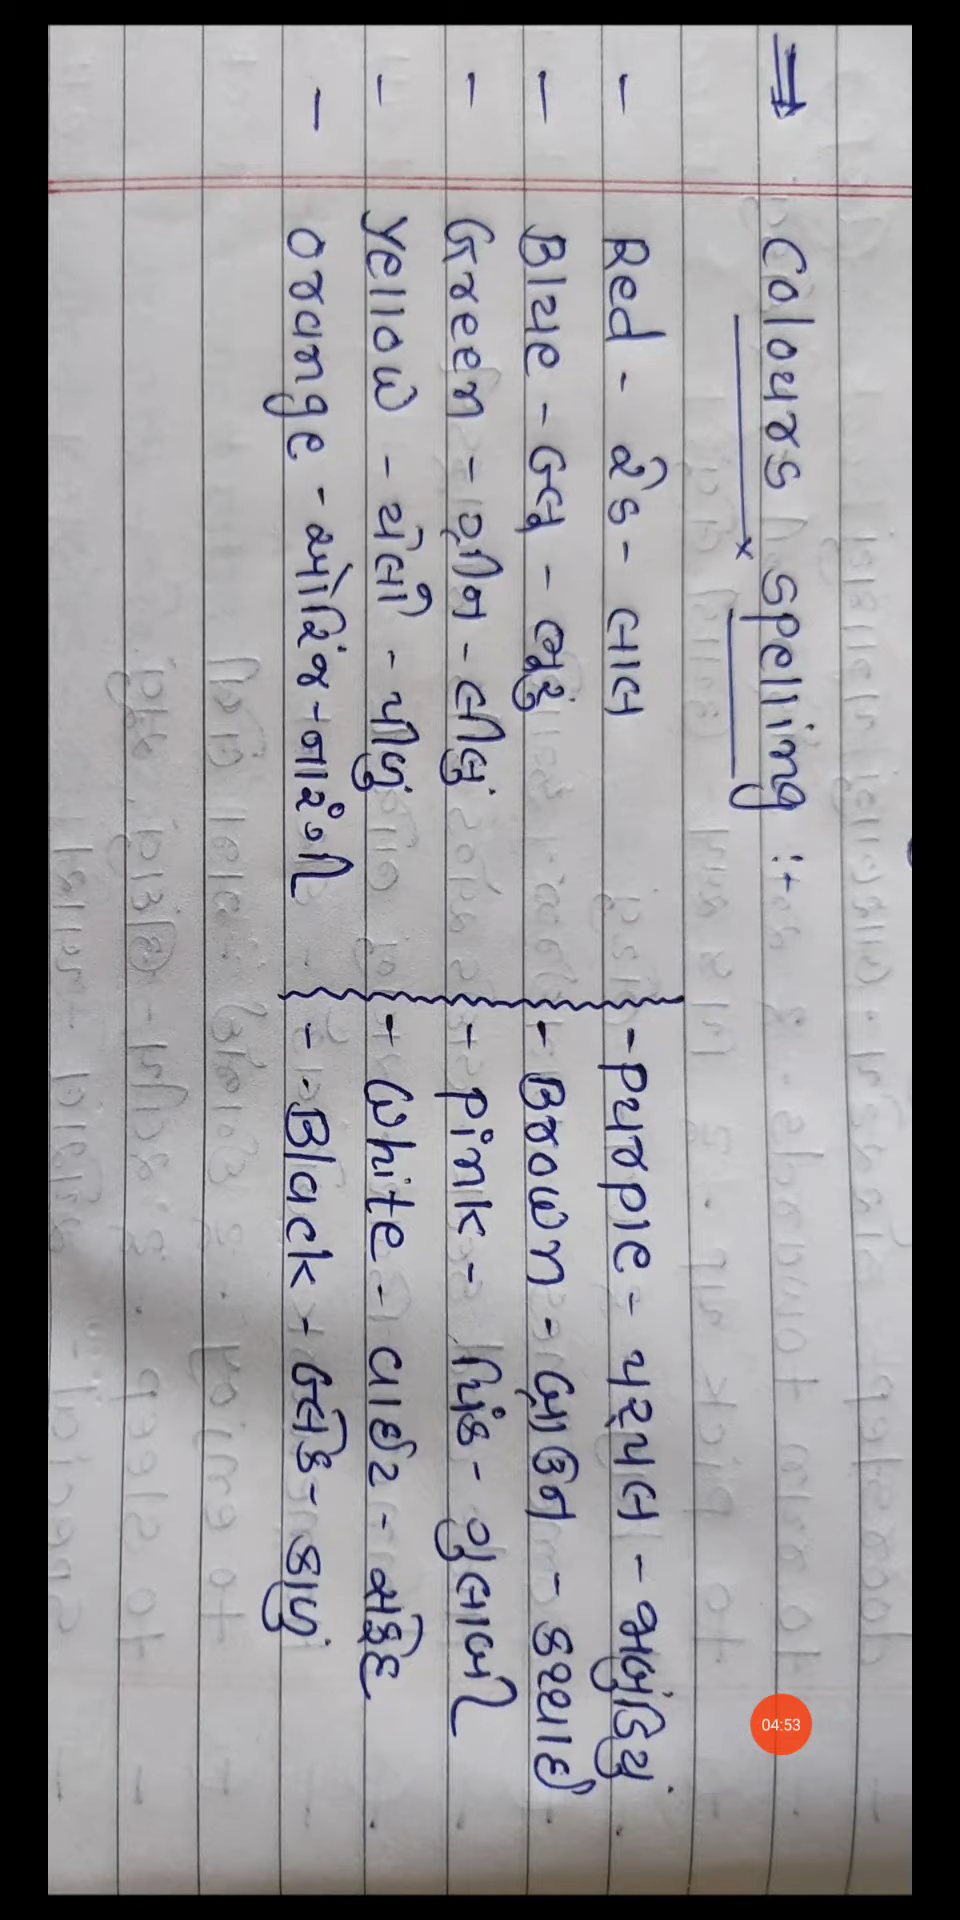 ⇒ Colours Spelling :-
- Red - રેડ - લાલ - Purple - પરપલ - જાબુંડિયું
- Blue - બ્લુ - ભૂરું - Brown - બ્રાઉન - કથ્થાઈ
- Green - ગ્રીન - લીલું - Pink - પિંક - ગુલાબી
- Yellow - યેલો - પીળું - White - વાઈટ - સફેદ
- Orange - ઓરેંજ - નારંગી - Black - બ્લેક - કાળું
04:53